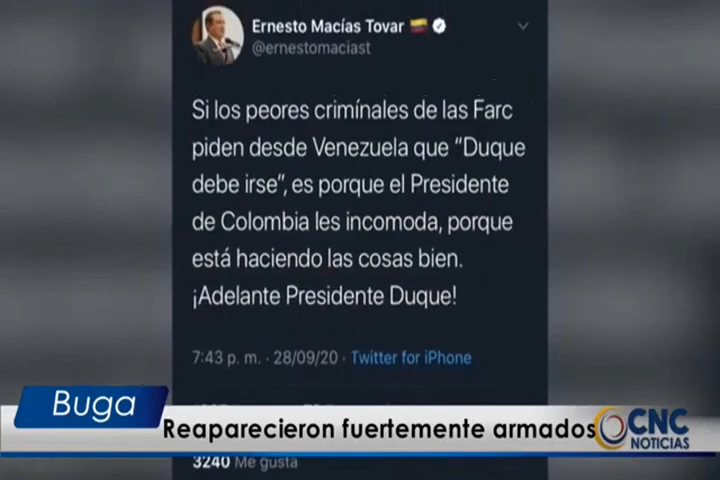 Ernesto Macías Tovar
@ernestomaciast
Si los peores crimínales de las Farc
piden desde Venezuela que “Duque
debe irse”, es porque el Presidente
de Colombia les incomoda, porque
está haciendo las cosas bien.
¡Adelante Presidente Duque!
7:43 p. m. · 28/09/20 · Twitter for iPhone
Buga
Reaparecieron fuertemente armados
CNC
NOTICIAS
3240 Me gusta